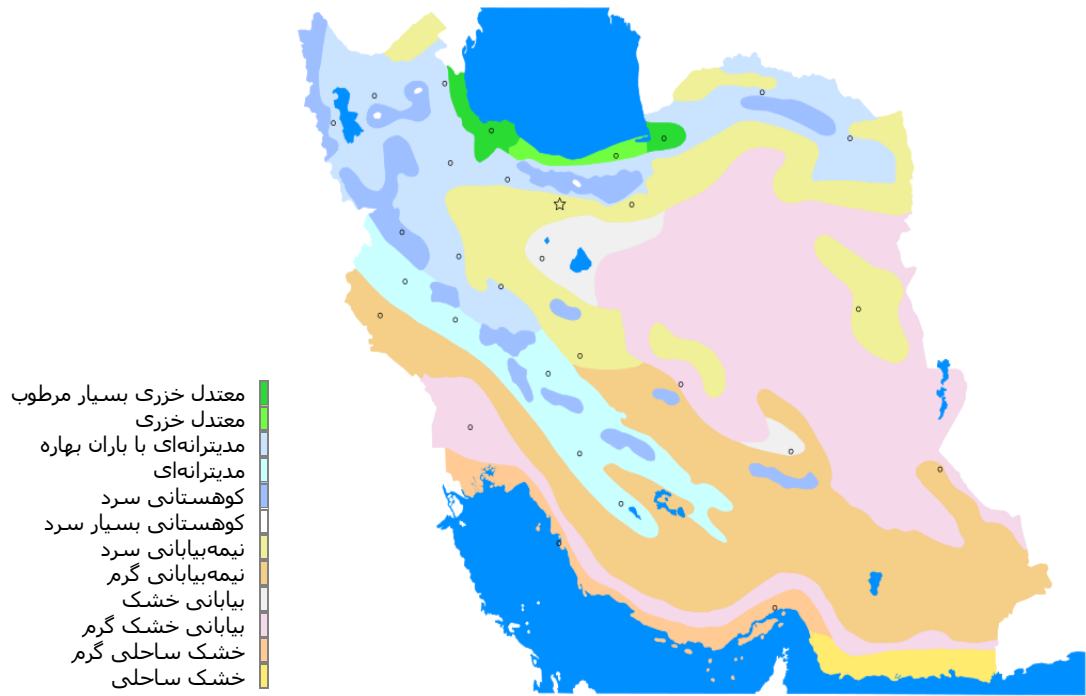 معتدل خزری بسیار مرطوب
معتدل خزری
مدیترانه‌ای با باران بهاره
مدیترانه‌ای
کوهستانی سرد
کوهستانی بسیار سرد
نیمه‌بیابانی سرد
نیمه‌بیابانی گرم
بیابانی خشک
بیابانی خشک گرم
خشک ساحلی گرم
خشک ساحلی